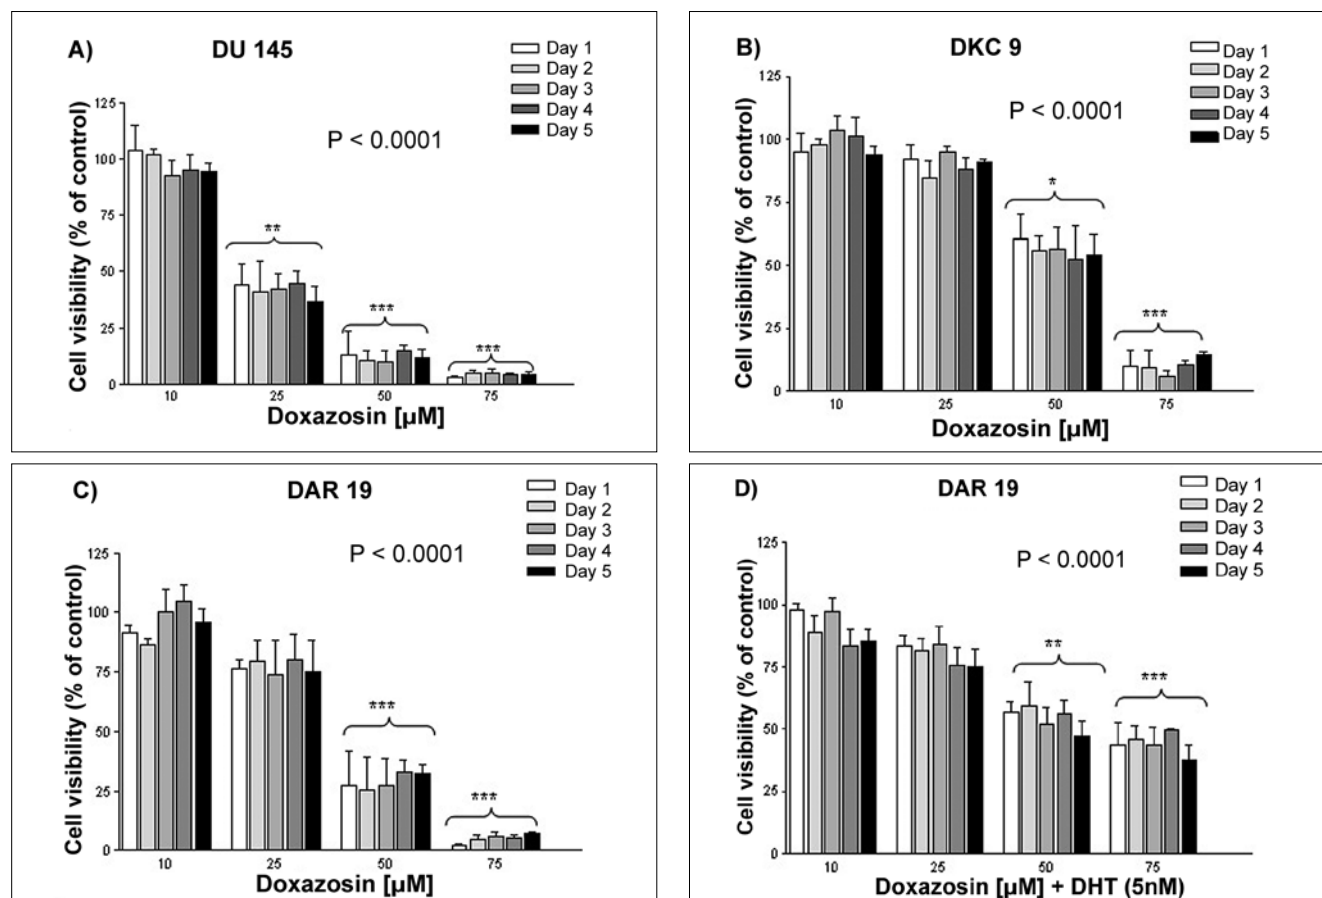 A) DU 145
Day 1
Day 2
Day 3
Day 4
Day 5
P < 0.0001
Cell visibility (% of control)
125
100
75
50
25
0
**
***
***
10 25 50 75
Doxazosin [µM]
B) DKC 9
Day 1
Day 2
Day 3
Day 4
Day 5
P < 0.0001
Cell visibility (% of control)
125
100
75
50
25
0
*
***
10 25 50 75
Doxazosin [µM]
C) DAR 19
Day 1
Day 2
Day 3
Day 4
Day 5
P < 0.0001
Cell visibility (% of control)
125
100
75
50
25
0
***
***
10 25 50 75
Doxazosin [µM]
D) DAR 19
Day 1
Day 2
Day 3
Day 4
Day 5
P < 0.0001
Cell visibility (% of control)
125
100
75
50
25
0
**
***
10 25 50 75
Doxazosin [µM] + DHT (5nM)